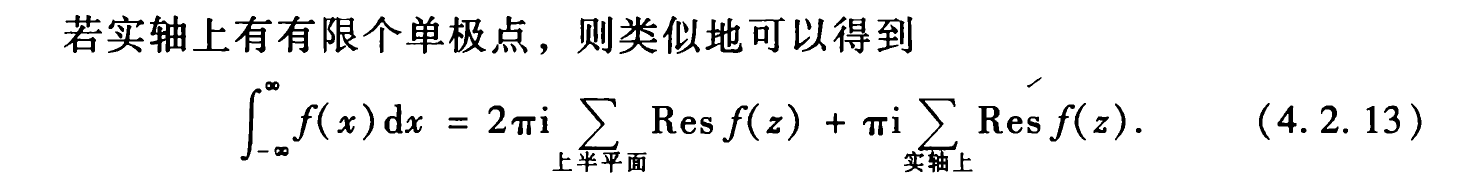 若实轴上有有限个单极点，则类似地可以得到
∫_{-∞}^{∞} f(x)dx = 2πi ∑_{上半平面} Res f(z) + πi ∑_{实轴上} Res f(z). (4.2.13)